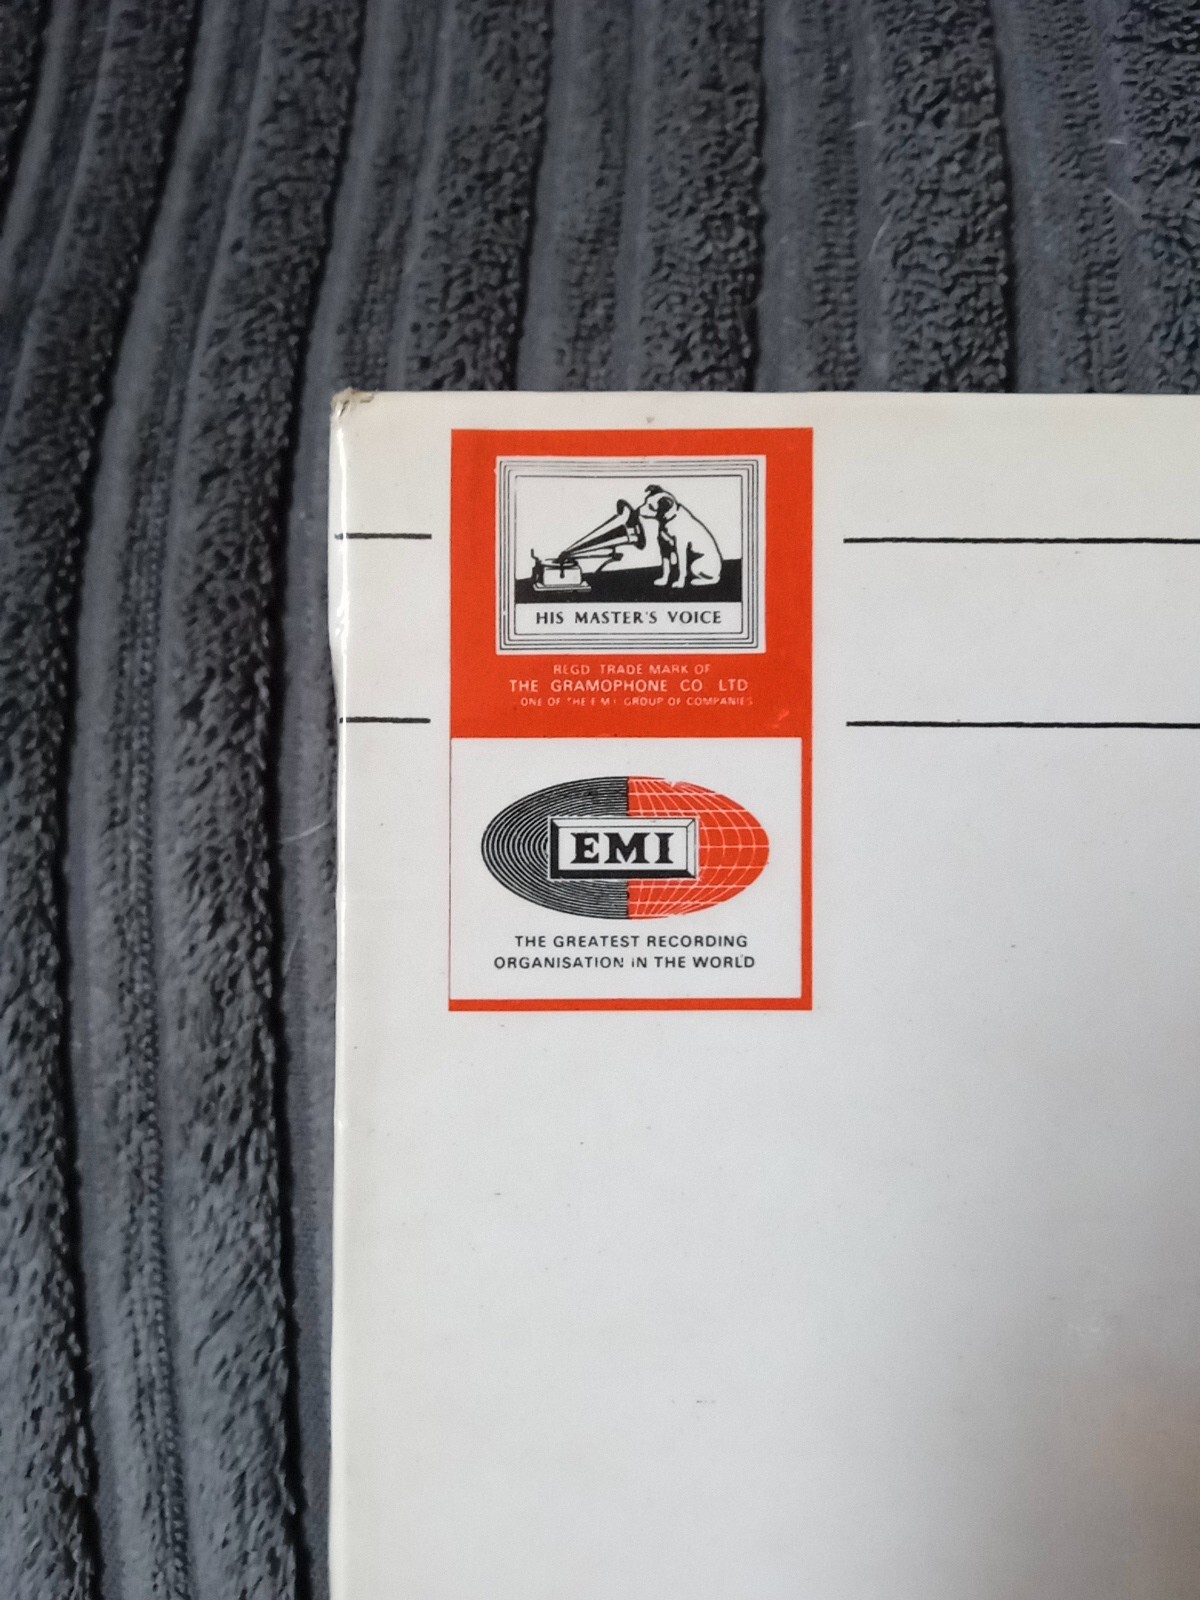 HIS MASTER'S VOICE
REGD TRADE MARK OF
THE GRAMOPHONE CO LTD
ONE OF THE E M I GROUP OF COMPANIES
EMI
THE GREATEST RECORDING
ORGANISATION IN THE WORLD